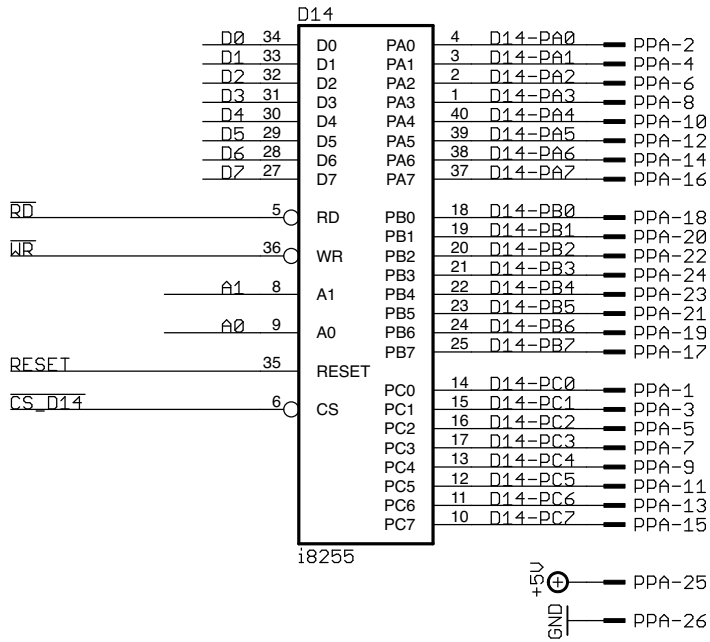 D14
D0 34 D0 PA0 4 D14-PA0 PPA-2
D1 33 D1 PA1 3 D14-PA1 PPA-4
D2 32 D2 PA2 2 D14-PA2 PPA-6
D3 31 D3 PA3 1 D14-PA3 PPA-8
D4 30 D4 PA4 40 D14-PA4 PPA-10
D5 29 D5 PA5 39 D14-PA5 PPA-12
D6 28 D6 PA6 38 D14-PA6 PPA-14
D7 27 D7 PA7 37 D14-PA7 PPA-16
RD 5 RD PB0 18 D14-PB0 PPA-18
PB1 19 D14-PB1 PPA-20
WR 36 WR PB2 20 D14-PB2 PPA-22
PB3 21 D14-PB3 PPA-24
A1 8 A1 PB4 22 D14-PB4 PPA-23
PB5 23 D14-PB5 PPA-21
A0 9 A0 PB6 24 D14-PB6 PPA-19
PB7 25 D14-PB7 PPA-17
RESET 35 RESET
PC0 14 D14-PC0 PPA-1
CS_D14 6 CS PC1 15 D14-PC1 PPA-3
PC2 16 D14-PC2 PPA-5
PC3 17 D14-PC3 PPA-7
PC4 13 D14-PC4 PPA-9
PC5 12 D14-PC5 PPA-11
PC6 11 D14-PC6 PPA-13
PC7 10 D14-PC7 PPA-15
i8255
+5V PPA-25
GND PPA-26